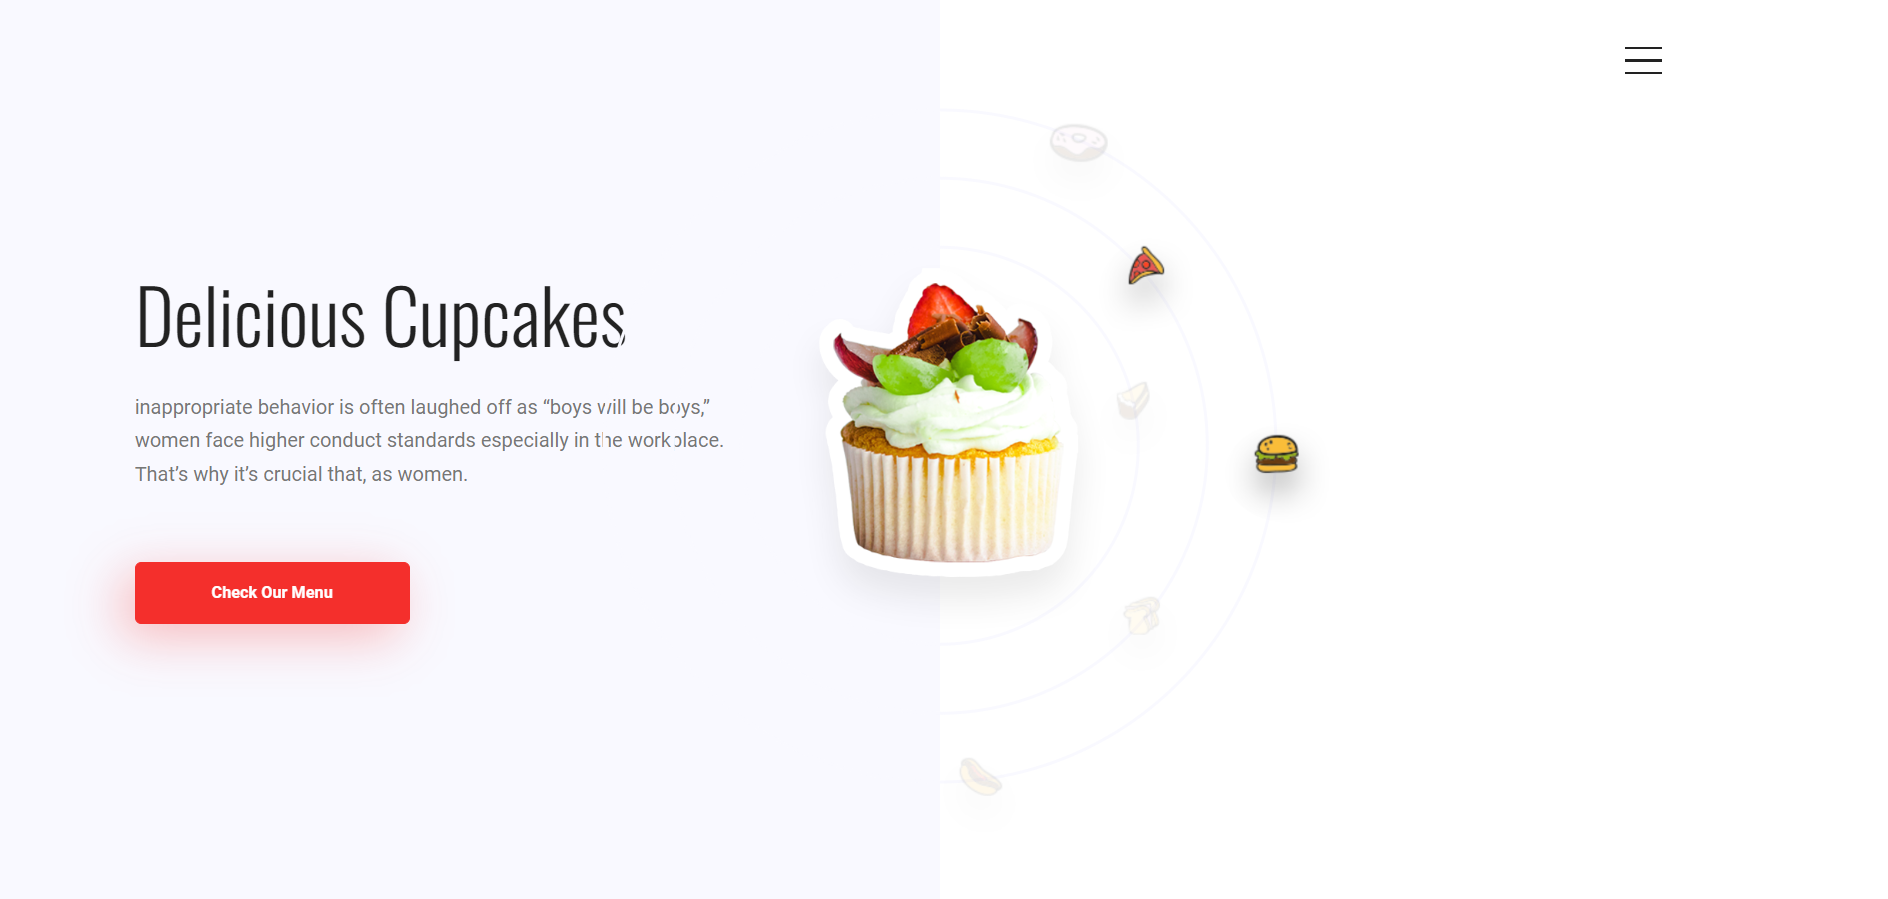 Delicious Cupcakes
inappropriate behavior is often laughed off as “boys will be boys,”
women face higher conduct standards especially in the workplace.
That’s why it’s crucial that, as women.
Check Our Menu